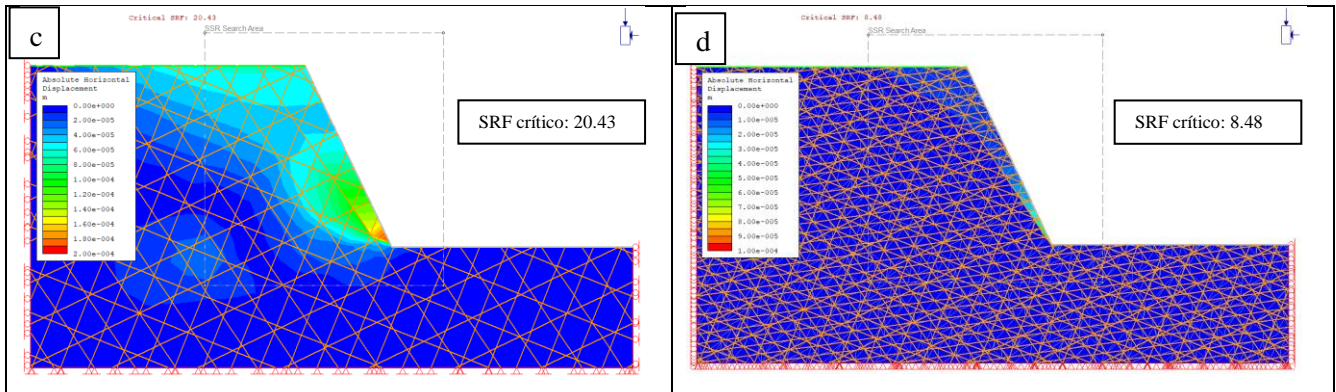 c
Critical SRF: 20.43
SSR Search Area
Absolute Horizontal
Displacement
m
0.00e+000
2.00e-005
4.00e-005
6.00e-005
8.00e-005
1.00e-004
1.20e-004
1.40e-004
1.60e-004
1.80e-004
2.00e-004
SRF crítico: 20.43
d
Critical SRF: 8.48
SSR Search Area
Absolute Horizontal
Displacement
m
0.00e+000
1.00e-005
2.00e-005
3.00e-005
4.00e-005
5.00e-005
6.00e-005
7.00e-005
8.00e-005
9.00e-005
1.00e-004
SRF crítico: 8.48